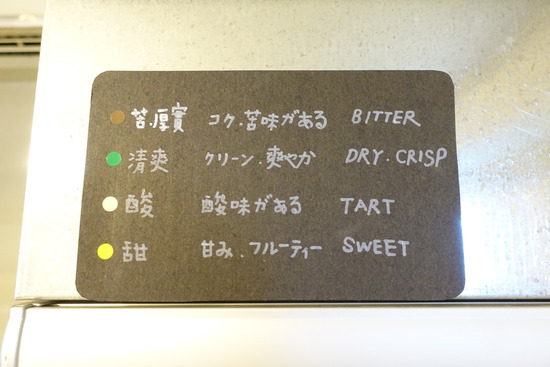 苦.厚實 コク.苦味がある BITTER
清爽 クリーン.爽やか DRY.CRISP
酸 酸味がある TART
甜 甘み.フルーティー SWEET